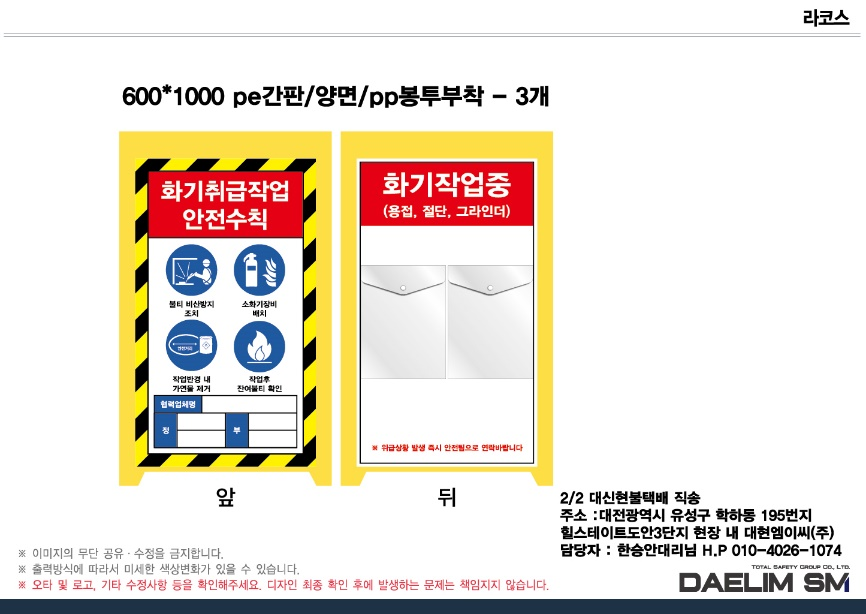 라코스
600*1000 pe간판/양면/pp봉투부착 - 3개
화기취급작업
안전수칙
불티 비산방지
조치
소화기장비
배치
안전거리
작업반경 내
가연물 제거
작업후
잔여불티 확인
협력업체명
정
부
화기작업중
(용접, 절단, 그라인더)
※ 위급상황 발생 즉시 안전팀으로 연락바랍니다
앞
뒤
2/2 대신현불택배 직송
주소 :대전광역시 유성구 학하동 195번지
힐스테이트도안3단지 현장 내 대현엠이씨(주)
담당자 : 한승안대리님 H.P 010-4026-1074
※ 이미지의 무단 공유·수정을 금지합니다.
※ 출력방식에 따라서 미세한 색상변화가 있을 수 있습니다.
※ 오타 및 로고, 기타 수정사항 등을 확인해주세요. 디자인 최종 확인 후에 발생하는 문제는 책임지지 않습니다.
TOTAL SAFETY GROUP CO., LTD.
DAELIM SM